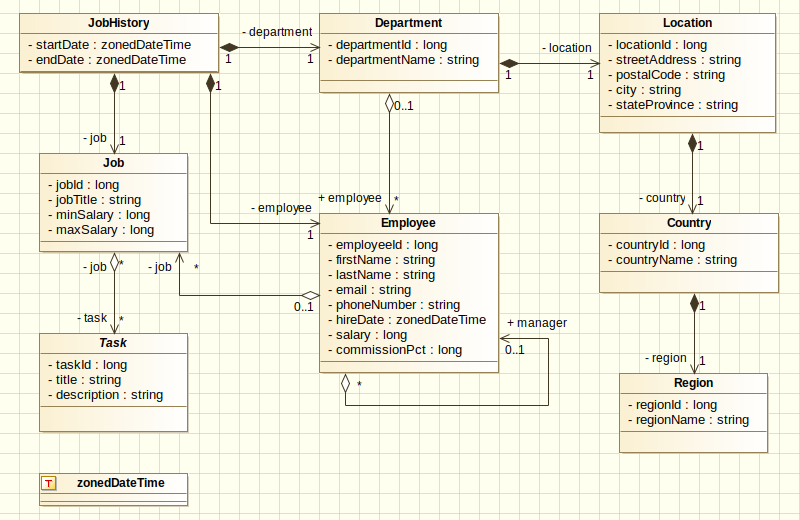 JobHistory
- startDate : zonedDateTime
- endDate : zonedDateTime
- department
1
1
Department
- departmentId : long
- departmentName : string
- location
1
1
Location
- locationId : long
- streetAddress : string
- postalCode : string
- city : string
- stateProvince : string
1
- job
1
1
- employee
1
0..1
+ employee
*
1
- country
1
Job
- jobId : long
- jobTitle : string
- minSalary : long
- maxSalary : long
Employee
- employeeId : long
- firstName : string
- lastName : string
- email : string
- phoneNumber : string
- hireDate : zonedDateTime
- salary : long
- commissionPct : long
Country
- countryId : long
- countryName : string
- job
*
- job
*
0..1
- task
*
+ manager
0..1
*
1
- region
1
Task
- taskId : long
- title : string
- description : string
Region
- regionId : long
- regionName : string
T
zonedDateTime